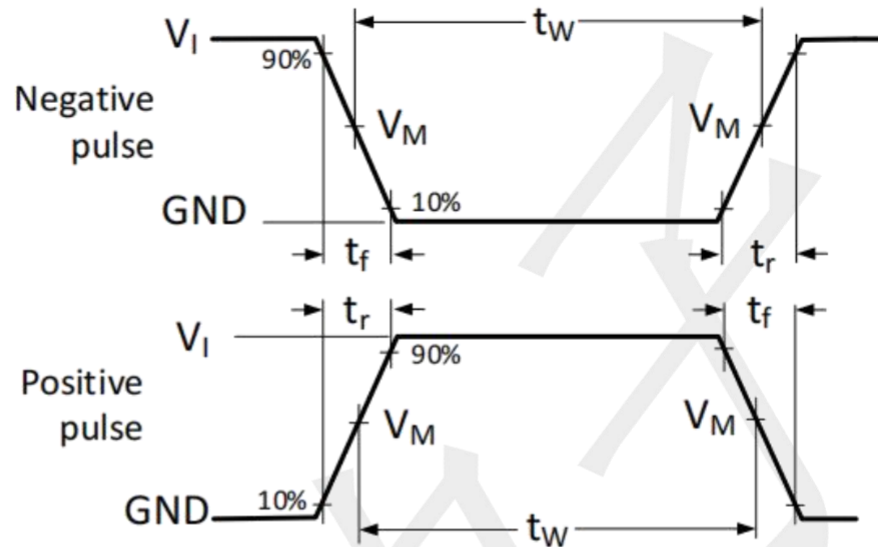 t_W
V_I
90%
Negative
pulse
V_M
V_M
10%
GND
t_f
t_r
t_r
t_f
V_I
90%
Positive
pulse
V_M
V_M
10%
GND
t_W